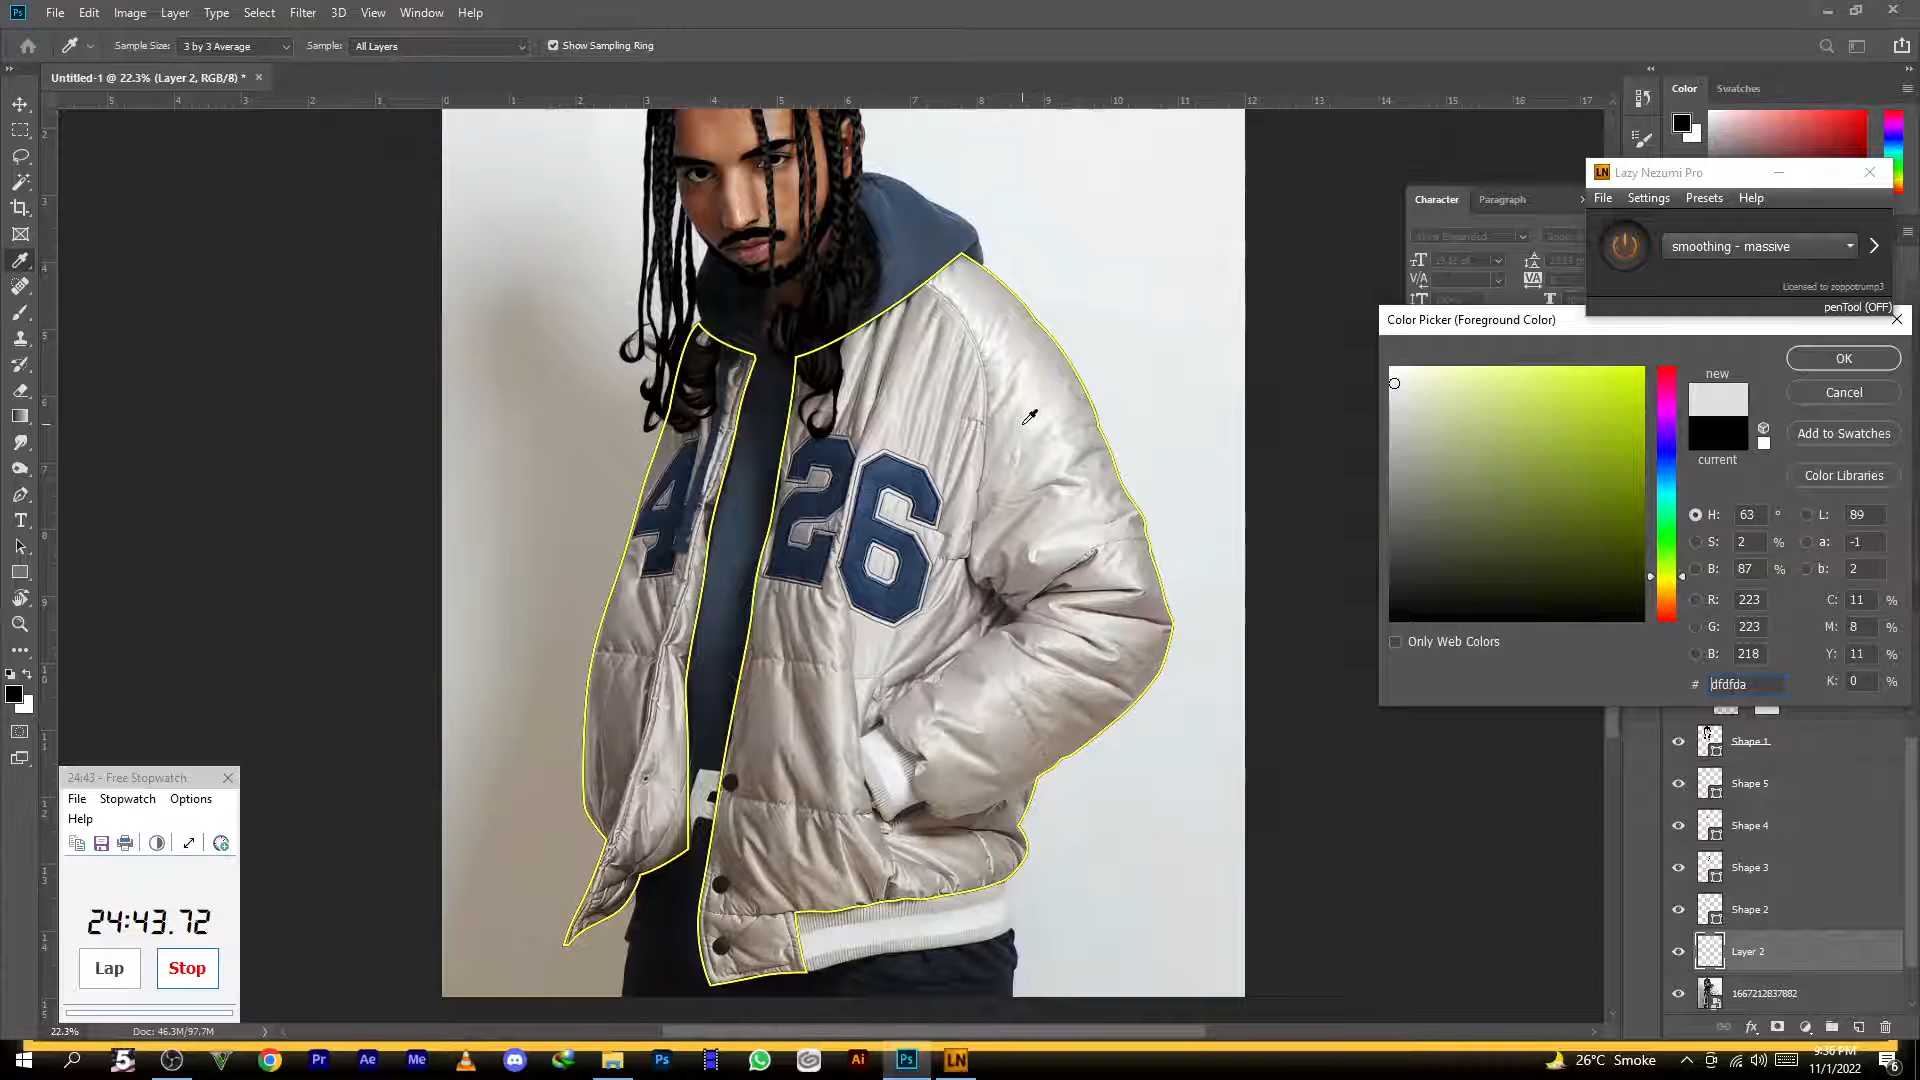 File Edit Image Layer Type Select Filter 3D View Window Help
Sample Size: 3 by 3 Average Sample: All Layers Show Sampling Ring
Untitled-1 @ 22.3% (Layer 2, RGB/8) *
Color Swatches
Lazy Nezumi Pro
File Settings Presets Help
smoothing - massive
Licensed to zoppotrump3
penTool (OFF)
Character Paragraph
Color Picker (Foreground Color)
new
current
OK
Cancel
Add to Swatches
Color Libraries
H: 63 ° L: 89
S: 2 % a: -1
B: 87 % b: 2
R: 223 C: 11 %
G: 223 M: 8 %
B: 218 Y: 11 %
# dfdfda K: 0 %
Only Web Colors
4 26
Shape 1
Shape 5
Shape 4
Shape 3
Shape 2
Layer 2
1667212837882
24:43 - Free Stopwatch
File Stopwatch Options
Help
24:43.72
Lap Stop
22.3% Doc: 46.3M/97.7M
26°C Smoke
9:36 PM
11/1/2022